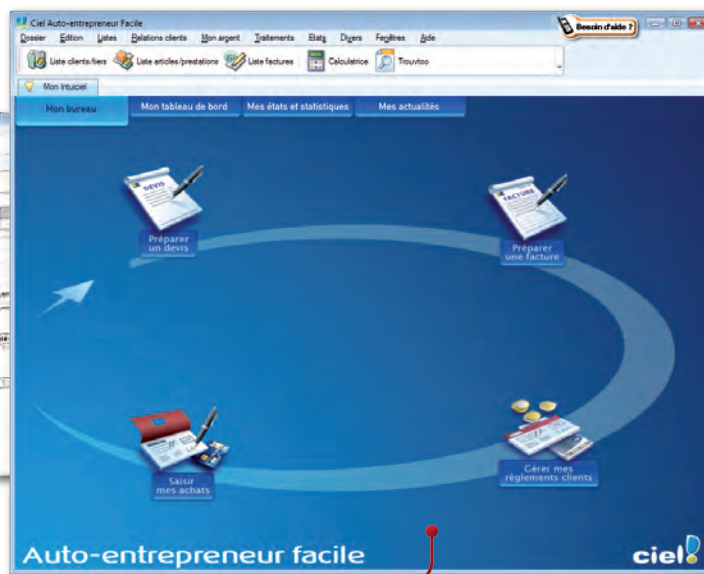 Ciel Auto-entrepreneur Facile
Besoin d'aide ?
Dossier Edition Listes Relations clients Mon argent Traitements Etats Divers Fenêtres Aide
Liste clients/tiers Liste articles/prestations Liste factures Calculatrice Trouvtoo
Mon Intuiciel
Mon bureau Mon tableau de bord Mes états et statistiques Mes actualités
DEVIS
FACTURE
Préparer
un devis
Préparer
une facture
Saisir
mes achats
Gérer mes
règlements clients
Auto-entrepreneur facile
ciel!